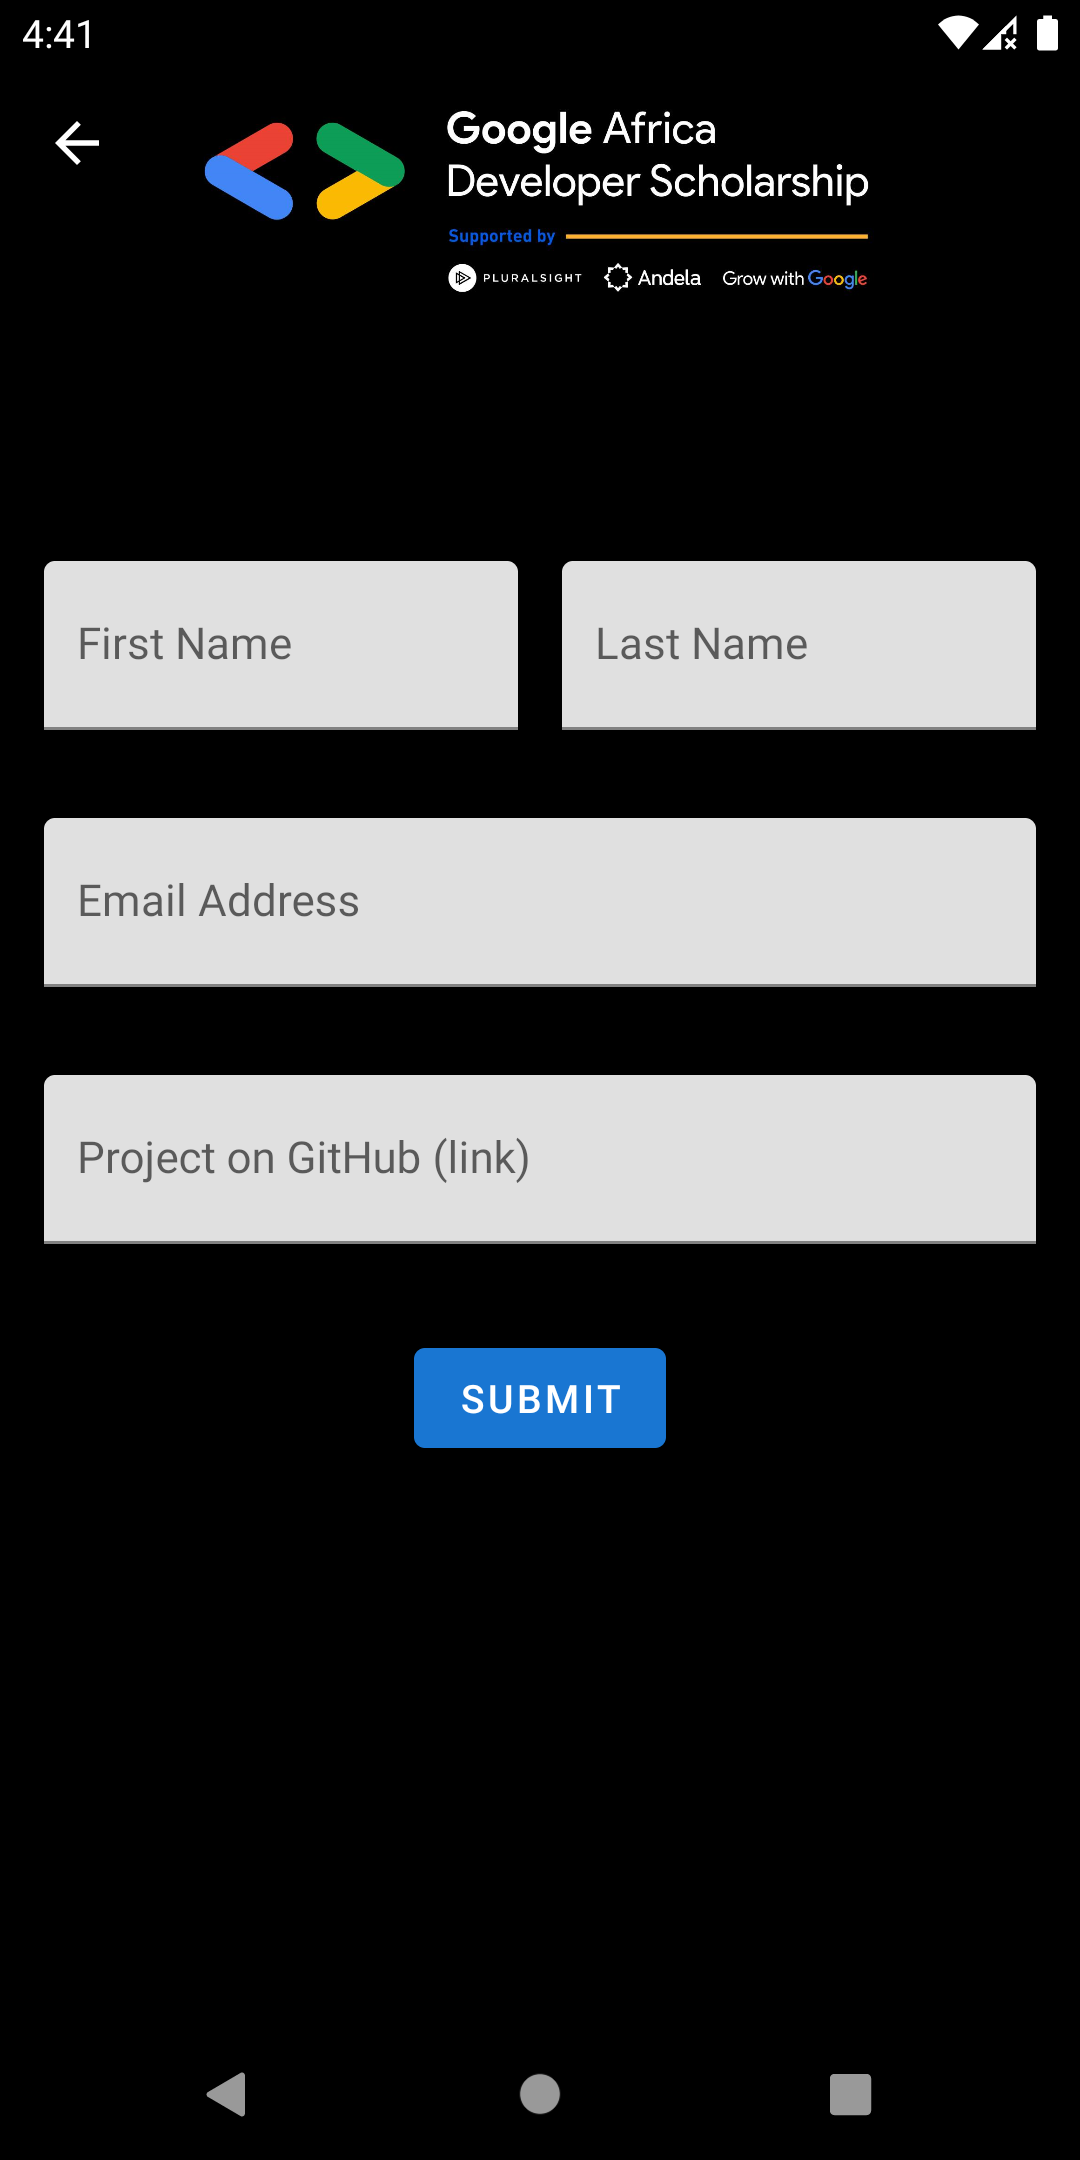 4:41
Google Africa
Developer Scholarship
Supported by
PLURALSIGHT Andela Grow with Google
First Name Last Name
Email Address
Project on GitHub (link)
SUBMIT